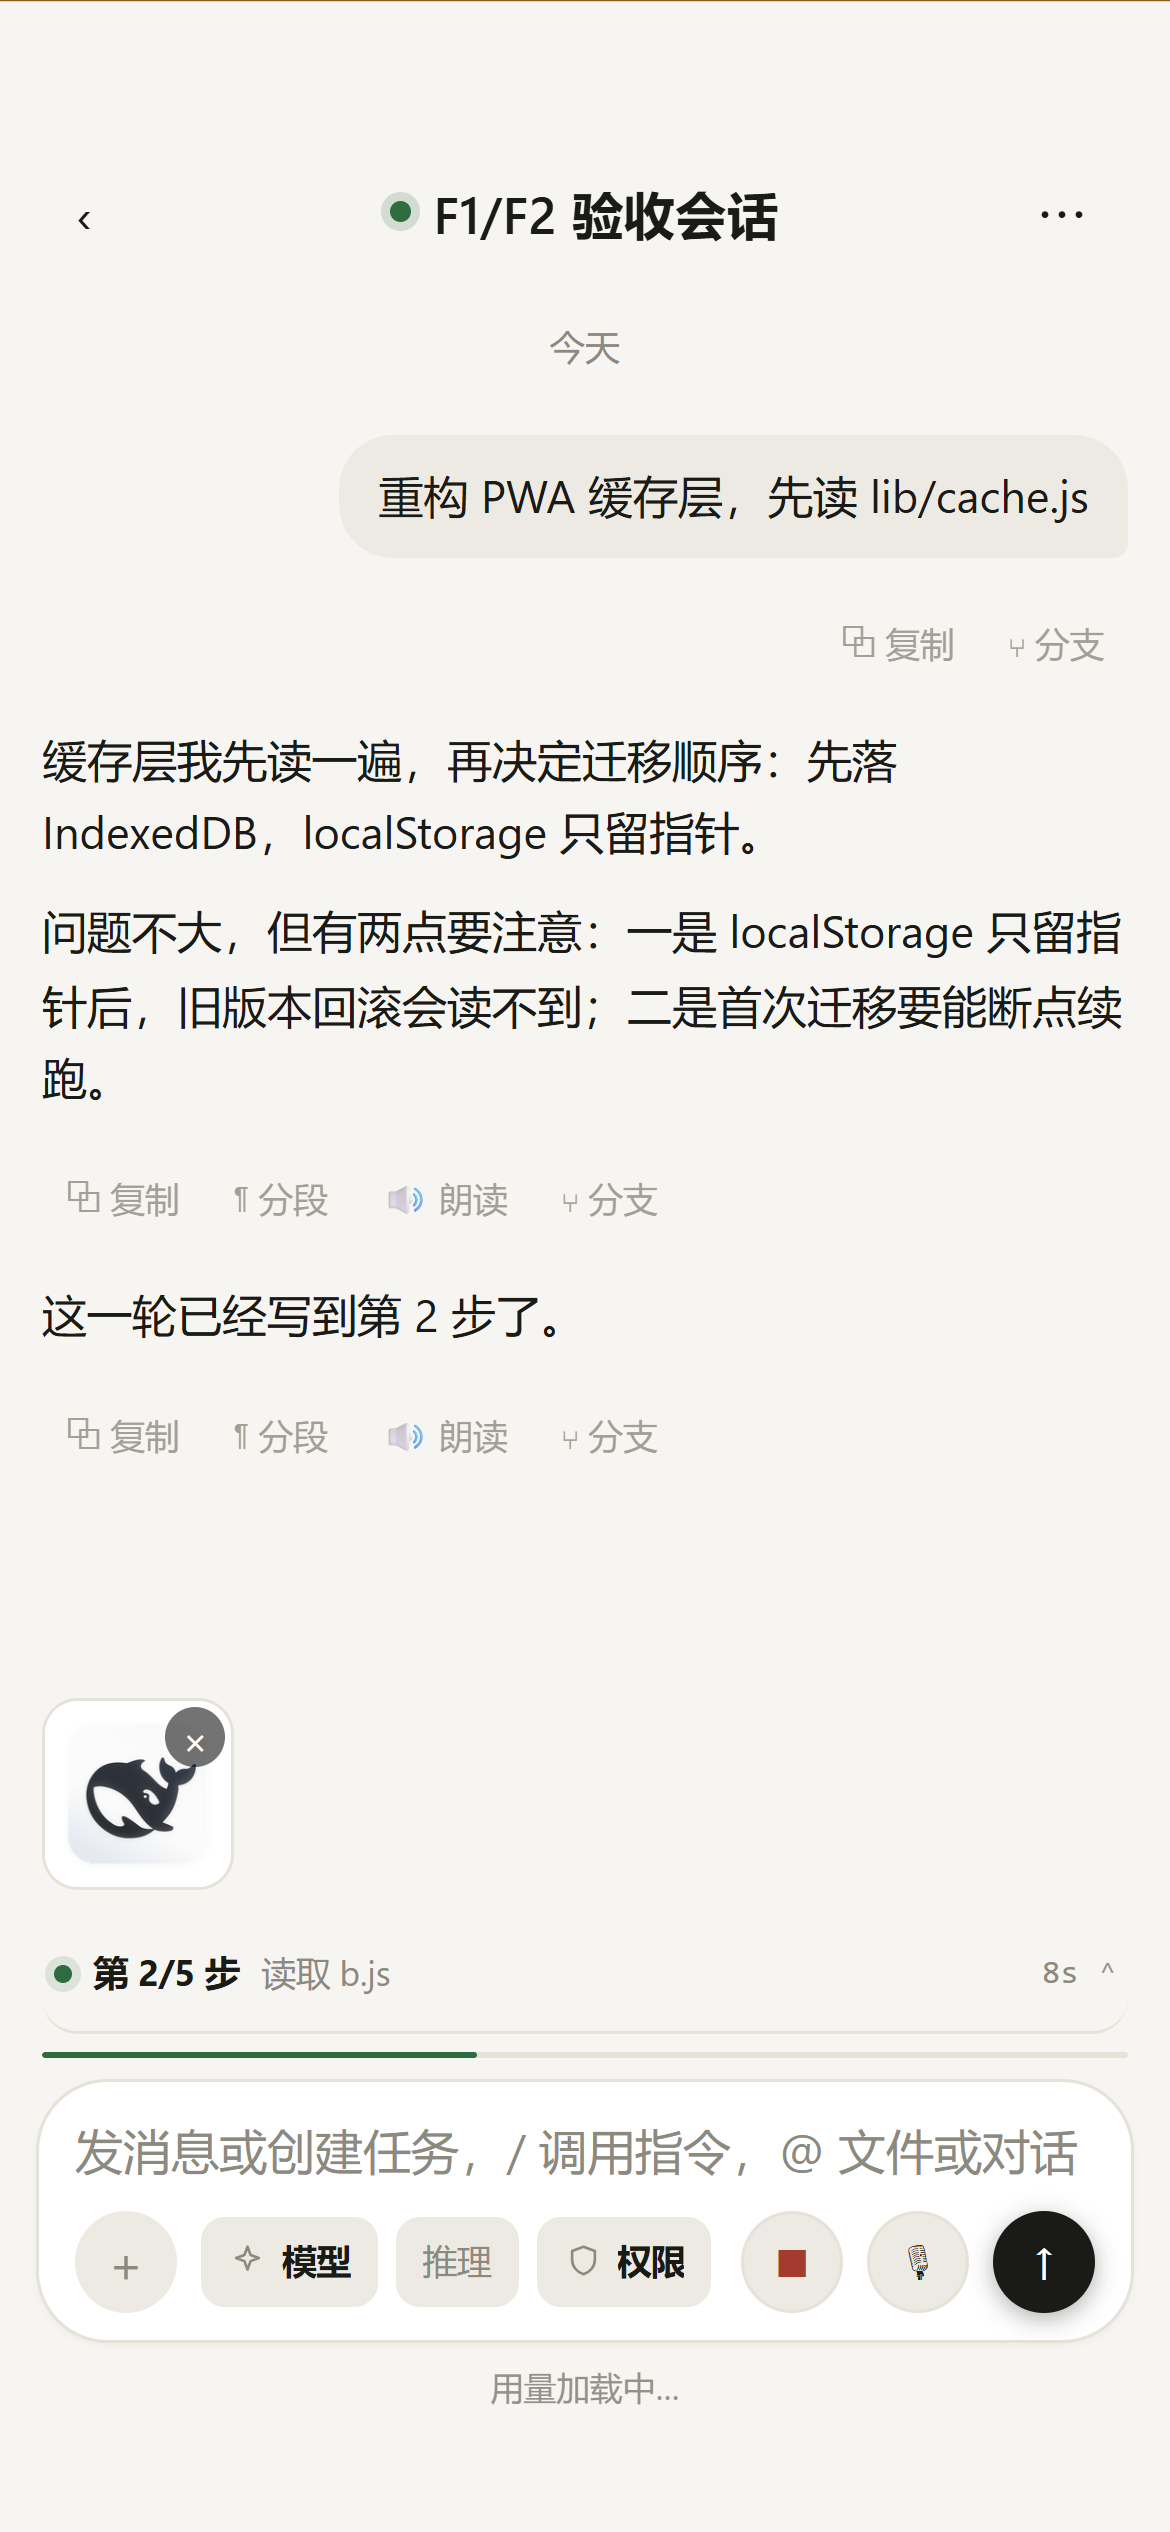 F1/F2 验收会话
今天
重构 PWA 缓存层，先读 lib/cache.js
复制 分支
缓存层我先读一遍，再决定迁移顺序：先落
IndexedDB，localStorage 只留指针。
问题不大，但有两点要注意：一是 localStorage 只留指
针后，旧版本回滚会读不到；二是首次迁移要能断点续
跑。
复制 ¶ 分段 朗读 分支
这一轮已经写到第 2 步了。
复制 ¶ 分段 朗读 分支
第 2/5 步 读取 b.js 8s ^
发消息或创建任务，/ 调用指令，@ 文件或对话
+ 模型 推理 权限 ↑
用量加载中...